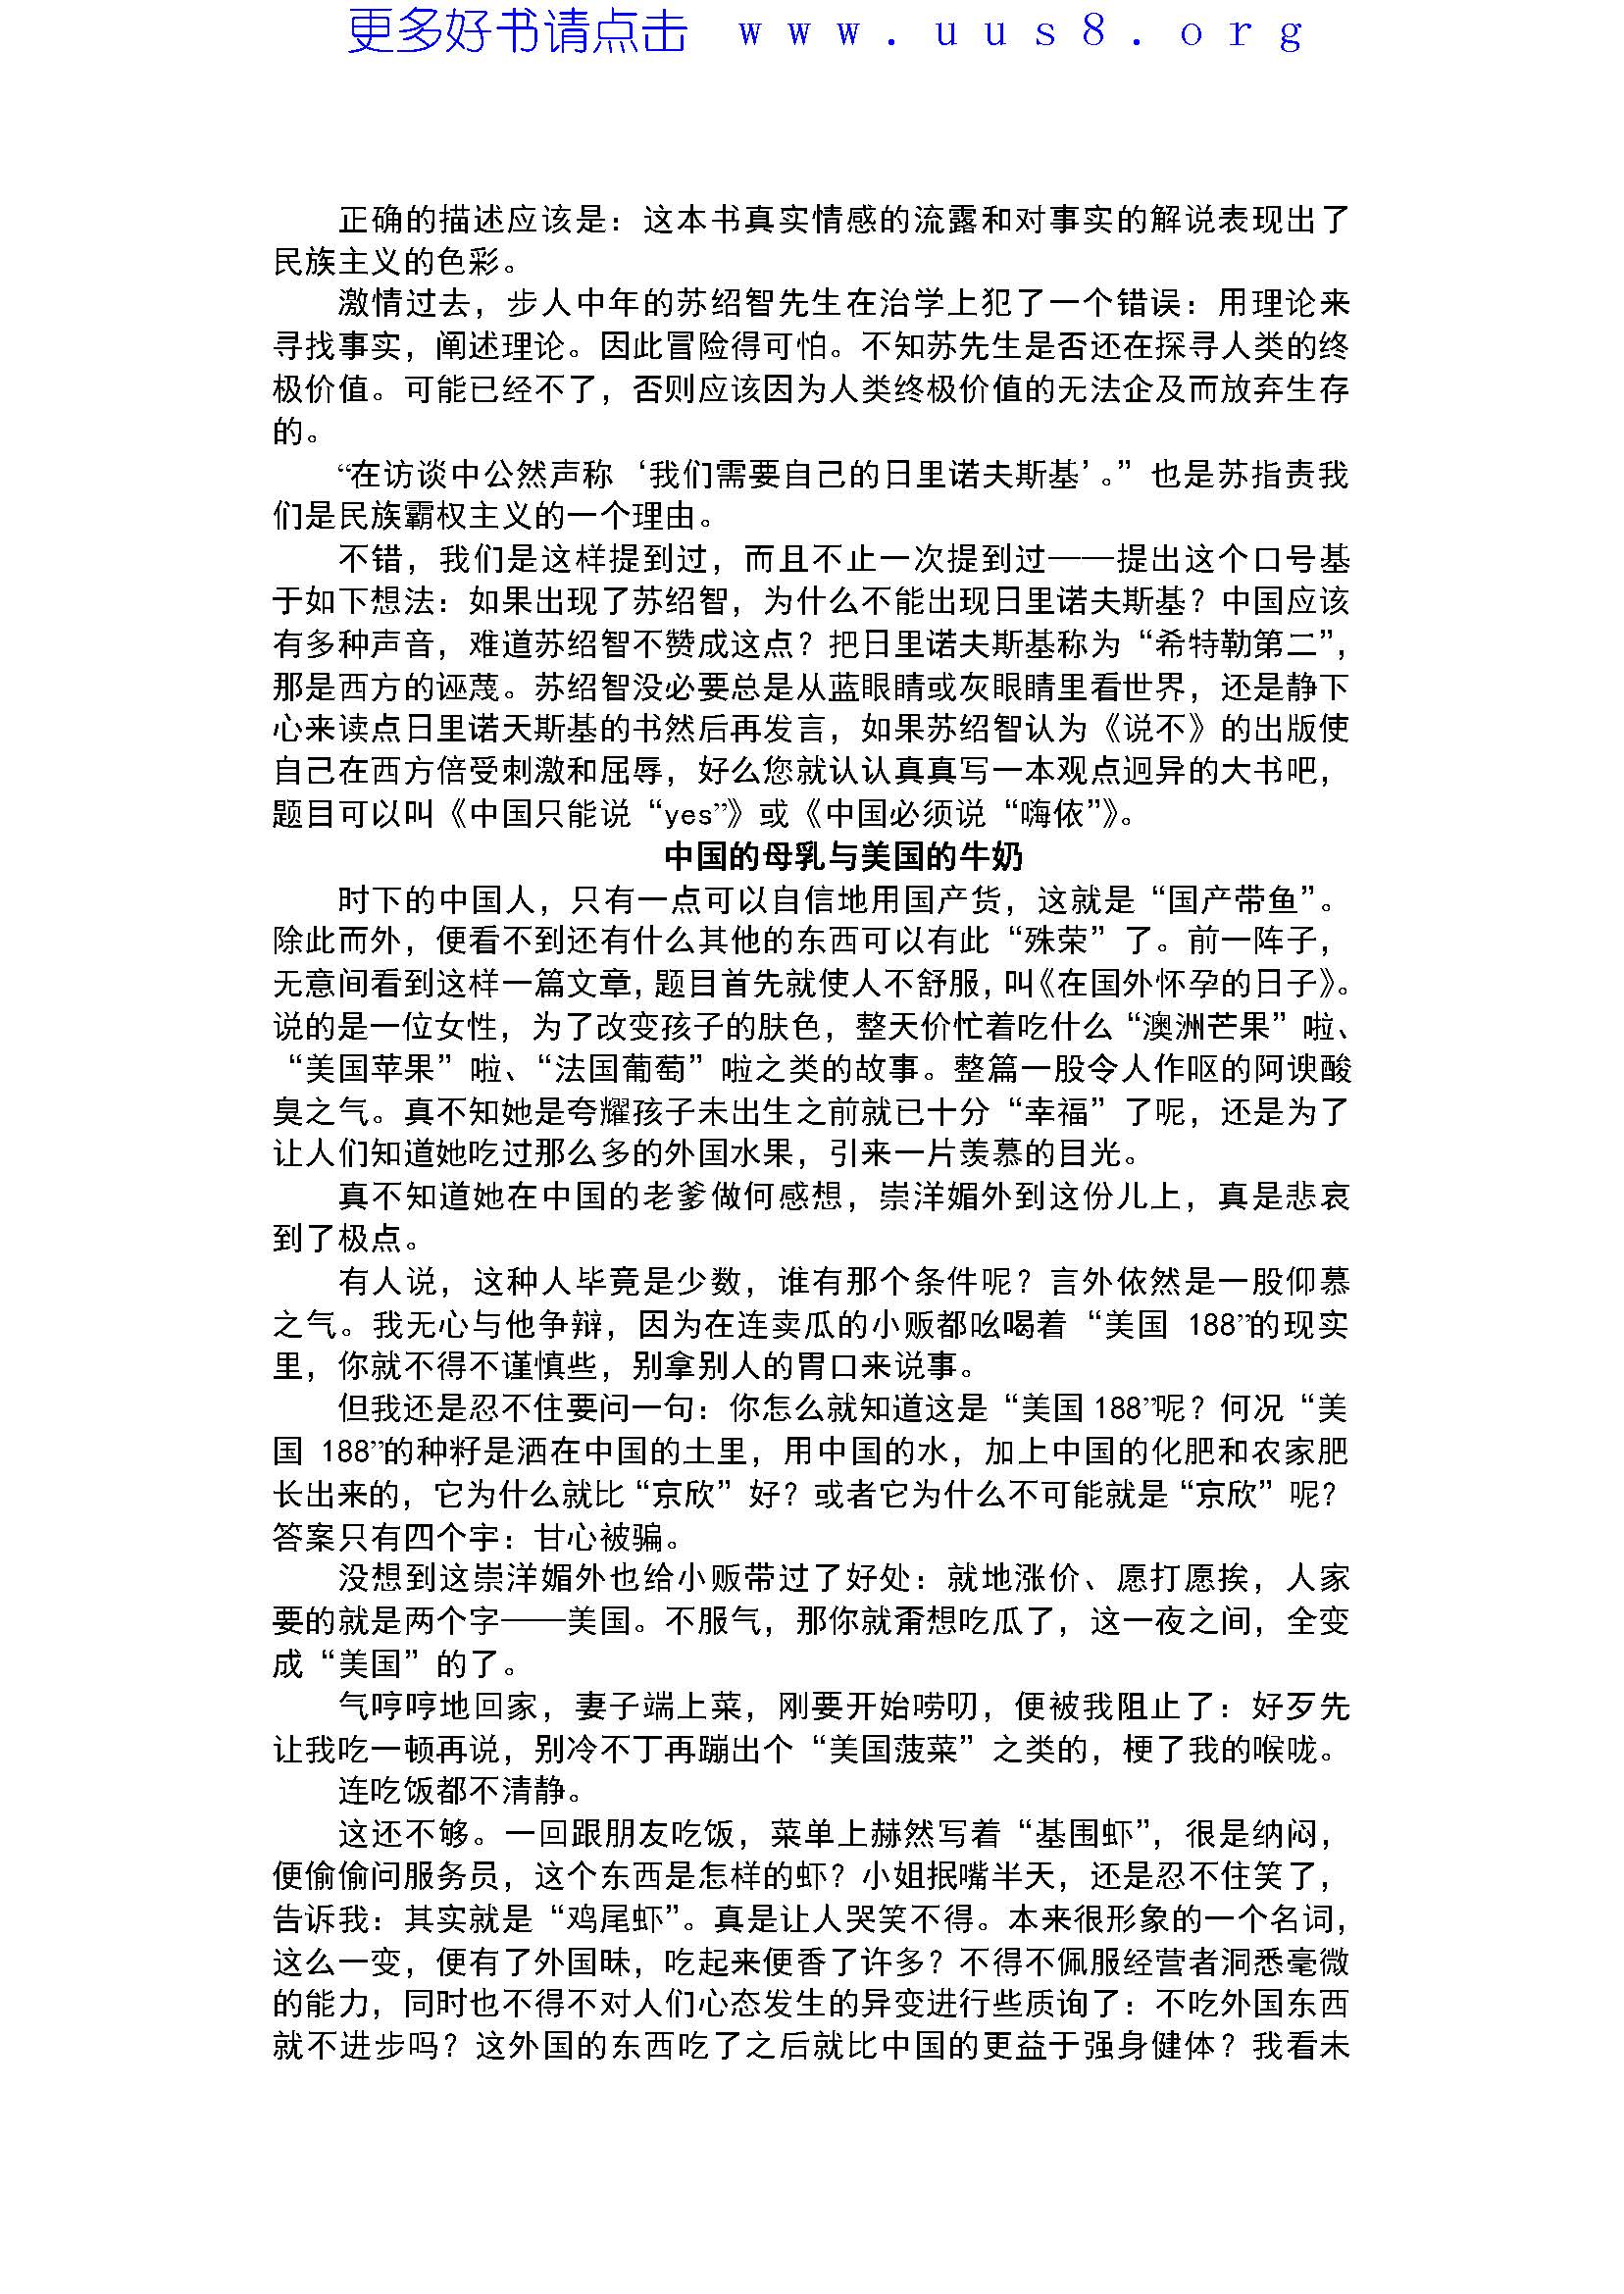 更多好书请点击 www.uus8.org
正确的描述应该是：这本书真实情感的流露和对事实的解说表现出了
民族主义的色彩。
激情过去，步人中年的苏绍智先生在治学上犯了一个错误：用理论来
寻找事实，阐述理论。因此冒险得可怕。不知苏先生是否还在探寻人类的终
极价值。可能已经不了，否则应该因为人类终极价值的无法企及而放弃生存
的。
“在访谈中公然声称‘我们需要自己的日里诺夫斯基’。”也是苏指责我
们是民族霸权主义的一个理由。
不错，我们是这样提到过，而且不止一次提到过——提出这个口号基
于如下想法：如果出现了苏绍智，为什么不能出现日里诺夫斯基？中国应该
有多种声音，难道苏绍智不赞成这点？把日里诺夫斯基称为“希特勒第二”，
那是西方的诬蔑。苏绍智没必要总是从蓝眼睛或灰眼睛里看世界，还是静下
心来读点日里诺天斯基的书然后再发言，如果苏绍智认为《说不》的出版使
自己在西方倍受刺激和屈辱，好么您就认认真真写一本观点迥异的大书吧，
题目可以叫《中国只能说“yes”》或《中国必须说“嗨依”》。
中国的母乳与美国的牛奶
时下的中国人，只有一点可以自信地用国产货，这就是“国产带鱼”。
除此而外，便看不到还有什么其他的东西可以有此“殊荣”了。前一阵子，
无意间看到这样一篇文章，题目首先就使人不舒服，叫《在国外怀孕的日子》。
说的是一位女性，为了改变孩子的肤色，整天价忙着吃什么“澳洲芒果”啦、
“美国苹果”啦、“法国葡萄”啦之类的故事。整篇一股令人作呕的阿谀酸
臭之气。真不知她是夸耀孩子未出生之前就已十分“幸福”了呢，还是为了
让人们知道她吃过那么多的外国水果，引来一片羡慕的目光。
真不知道她在中国的老爹做何感想，崇洋媚外到这份儿上，真是悲哀
到了极点。
有人说，这种人毕竟是少数，谁有那个条件呢？言外依然是一股仰慕
之气。我无心与他争辩，因为在连卖瓜的小贩都吆喝着“美国 188”的现实
里，你就不得不谨慎些，别拿别人的胃口来说事。
但我还是忍不住要问一句：你怎么就知道这是“美国 188”呢？何况“美
国 188”的种籽是洒在中国的土里，用中国的水，加上中国的化肥和农家肥
长出来的，它为什么就比“京欣”好？或者它为什么不可能就是“京欣”呢？
答案只有四个宇：甘心被骗。
没想到这崇洋媚外也给小贩带过了好处：就地涨价、愿打愿挨，人家
要的就是两个字——美国。不服气，那你就甭想吃瓜了，这一夜之间，全变
成“美国”的了。
气哼哼地回家，妻子端上菜，刚要开始唠叨，便被我阻止了：好歹先
让我吃一顿再说，别冷不丁再蹦出个“美国菠菜”之类的，梗了我的喉咙。
连吃饭都不清静。
这还不够。一回跟朋友吃饭，菜单上赫然写着“基围虾”，很是纳闷，
便偷偷问服务员，这个东西是怎样的虾？小姐抿嘴半天，还是忍不住笑了，
告诉我：其实就是“鸡尾虾”。真是让人哭笑不得。本来很形象的一个名词，
这么一变，便有了外国昧，吃起来便香了许多？不得不佩服经营者洞悉毫微
的能力，同时也不得不对人们心态发生的异变进行些质询了：不吃外国东西
就不进步吗？这外国的东西吃了之后就比中国的更益于强身健体？我看未